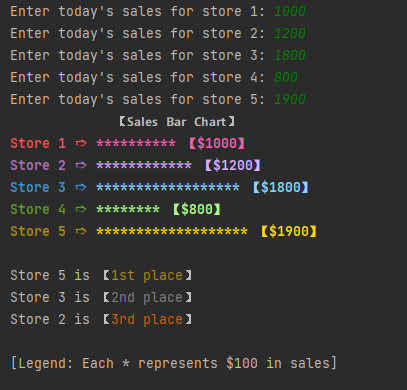 Enter today's sales for store 1: 1000
Enter today's sales for store 2: 1200
Enter today's sales for store 3: 1800
Enter today's sales for store 4: 800
Enter today's sales for store 5: 1900
【Sales Bar Chart】
Store 1 ➩ ********** 【$1000】
Store 2 ➩ ************ 【$1200】
Store 3 ➩ ****************** 【$1800】
Store 4 ➩ ******** 【$800】
Store 5 ➩ ******************* 【$1900】
Store 5 is 【1st place】
Store 3 is 【2nd place】
Store 2 is 【3rd place】
[Legend: Each * represents $100 in sales]